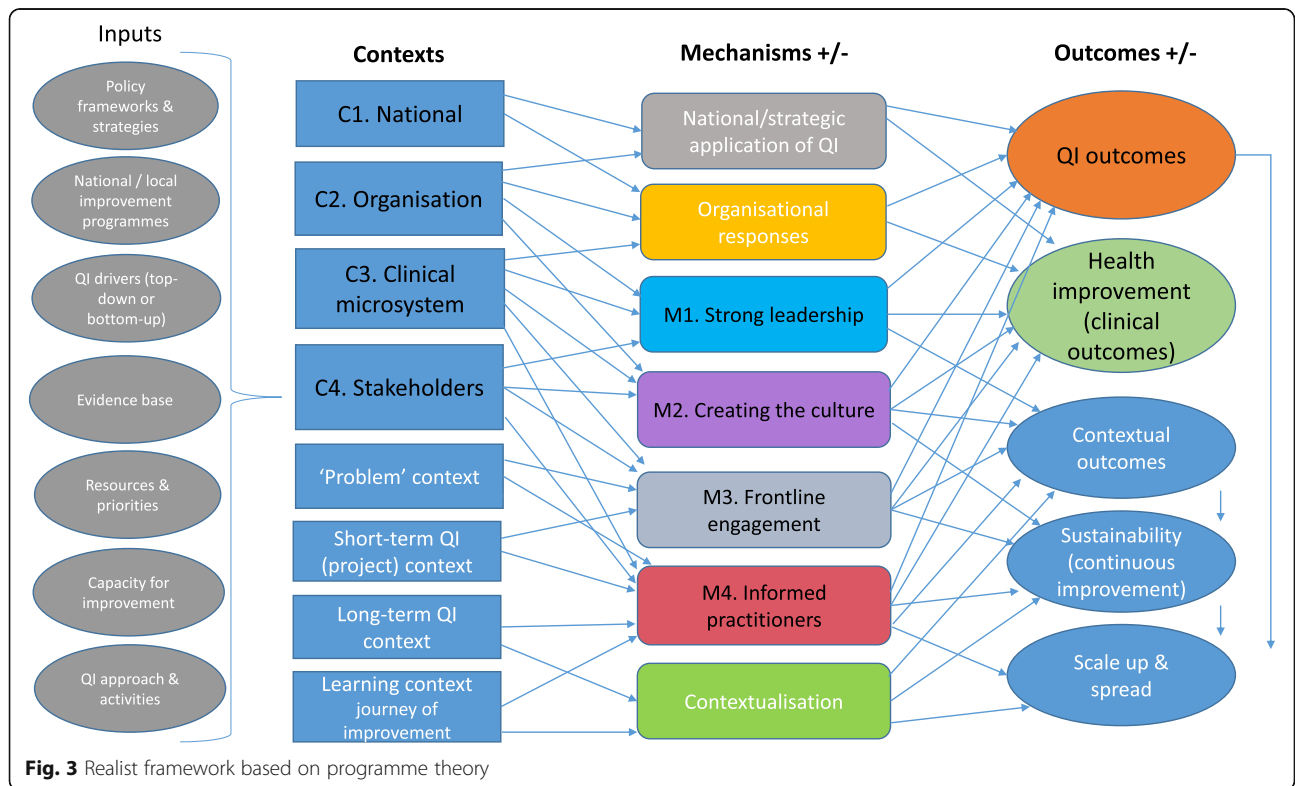 Inputs
Policy
frameworks &
strategies
National / local
improvement
programmes
QI drivers (top-
down or
bottom-up)
Evidence base
Resources &
priorities
Capacity for
improvement
QI approach &
activities
Contexts
C1. National
C2. Organisation
C3. Clinical
microsystem
C4. Stakeholders
‘Problem’ context
Short-term QI
(project) context
Long-term QI
context
Learning context
journey of
improvement
Mechanisms +/-
National/strategic
application of QI
Organisational
responses
M1. Strong leadership
M2. Creating the culture
M3. Frontline
engagement
M4. Informed
practitioners
Contextualisation
Outcomes +/-
QI outcomes
Health
improvement
(clinical
outcomes)
Contextual
outcomes
Sustainability
(continuous
improvement)
Scale up &
spread
Fig. 3 Realist framework based on programme theory